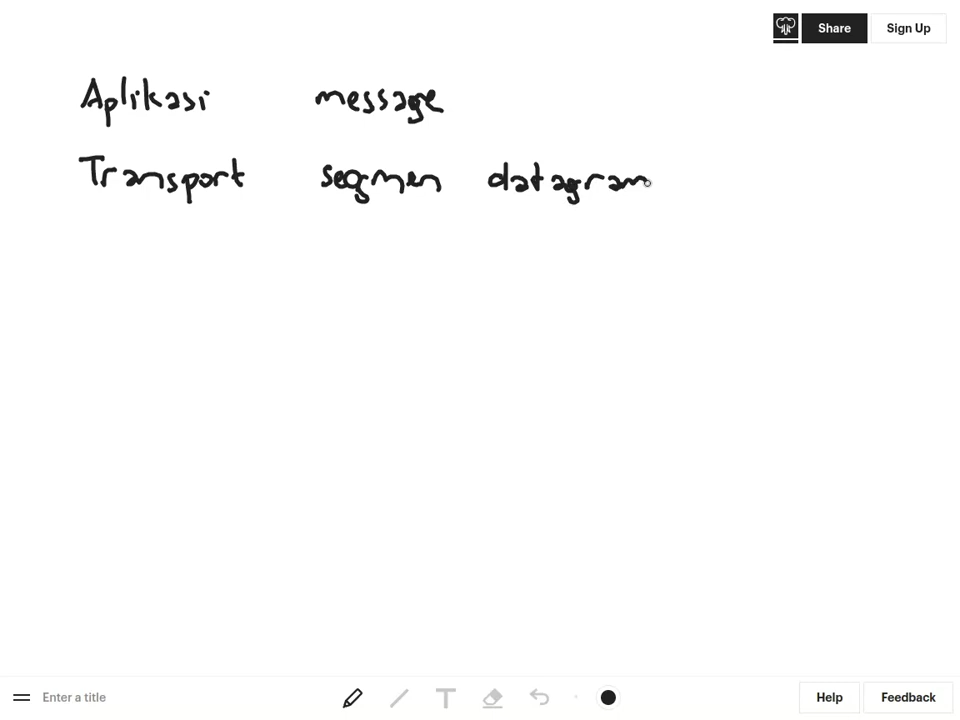 Share Sign Up
Aplikasi message
Transport segmen datagram
Enter a title Help Feedback